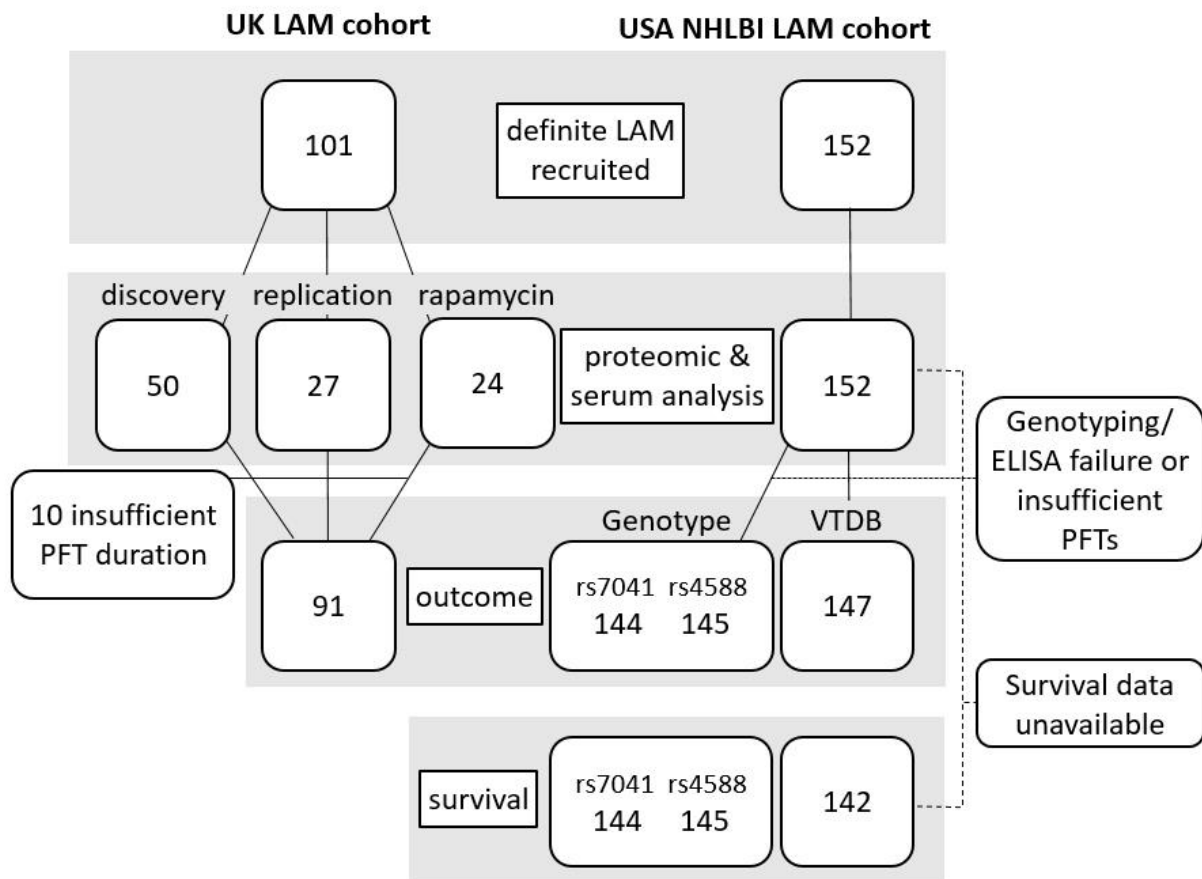 UK LAM cohort
USA NHLBI LAM cohort
101
definite LAM
recruited
152
discovery
replication
rapamycin
50
27
24
proteomic &
serum analysis
152
Genotyping/
ELISA failure or
insufficient
PFTs
10 insufficient
PFT duration
Genotype
VTDB
91
outcome
rs7041 rs4588
144 145
147
Survival data
unavailable
survival
rs7041 rs4588
144 145
142